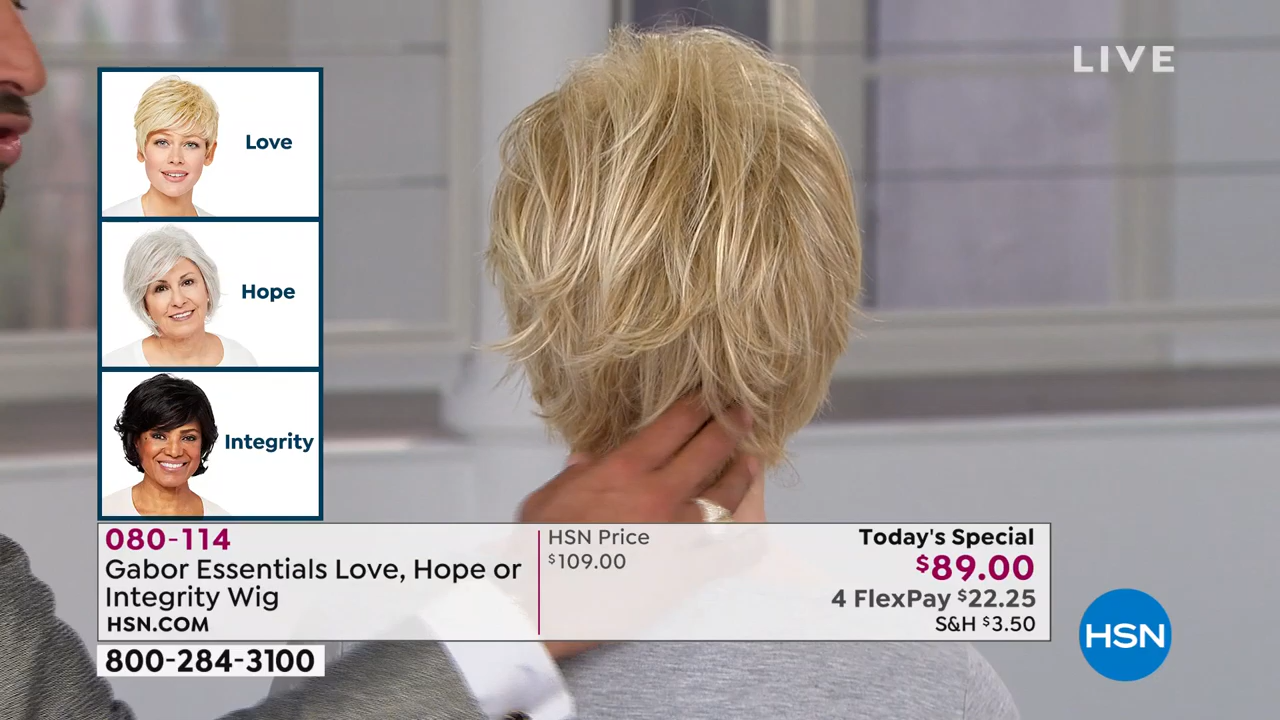 LIVE
Love
Hope
Integrity
080-114
Gabor Essentials Love, Hope or
Integrity Wig
HSN.COM
HSN Price
$109.00
Today's Special
$89.00
4 FlexPay $22.25
S&H $3.50
800-284-3100
HSN